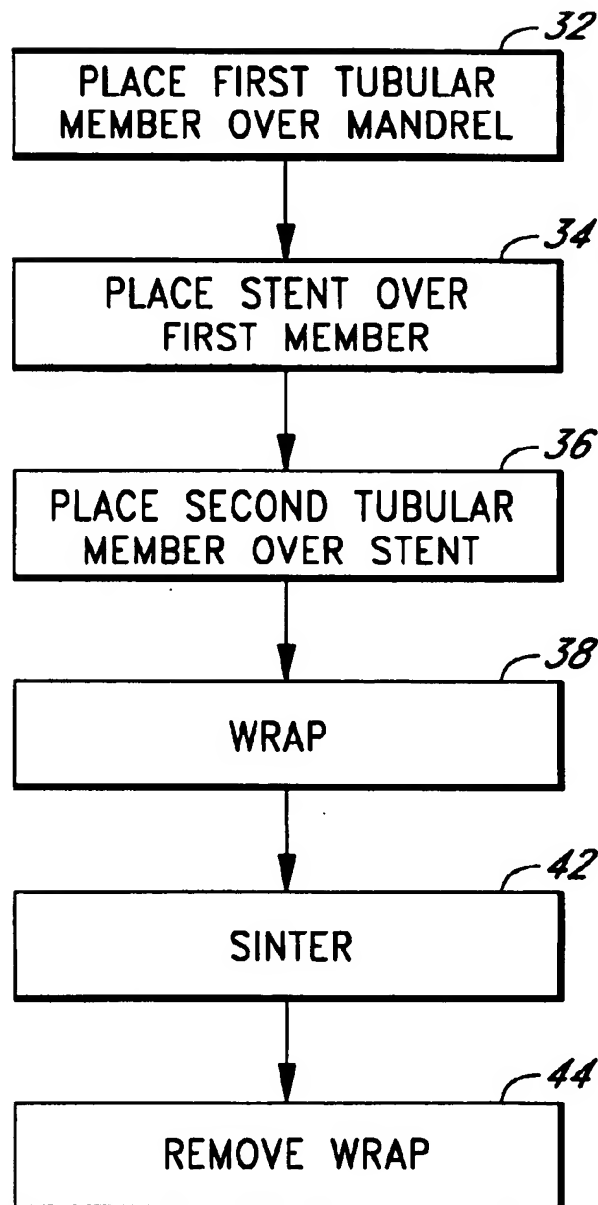 32
PLACE FIRST TUBULAR
MEMBER OVER MANDREL
34
PLACE STENT OVER
FIRST MEMBER
36
PLACE SECOND TUBULAR
MEMBER OVER STENT
38
WRAP
42
SINTER
44
REMOVE WRAP